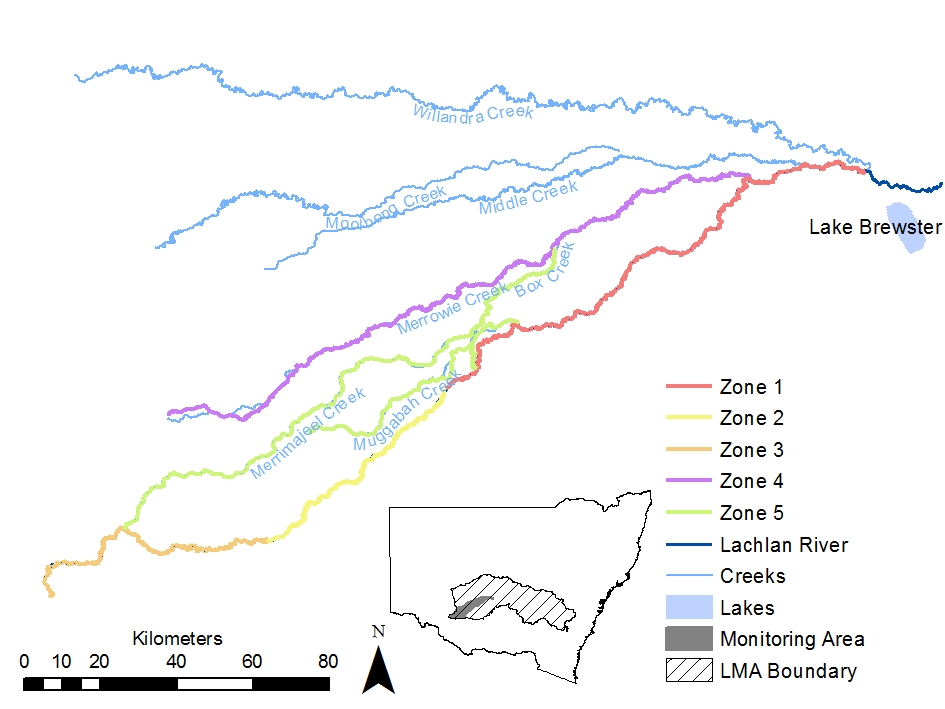 Willandra Creek
Lake Brewster
Moolbong Creek
Middle Creek
Box Creek
Merrowie Creek
Merrimajeel Creek
Muggabah Creek
Zone 1
Zone 2
Zone 3
Zone 4
Zone 5
Lachlan River
Creeks
Lakes
Monitoring Area
LMA Boundary
Kilometers
0 10 20 40 60 80
N